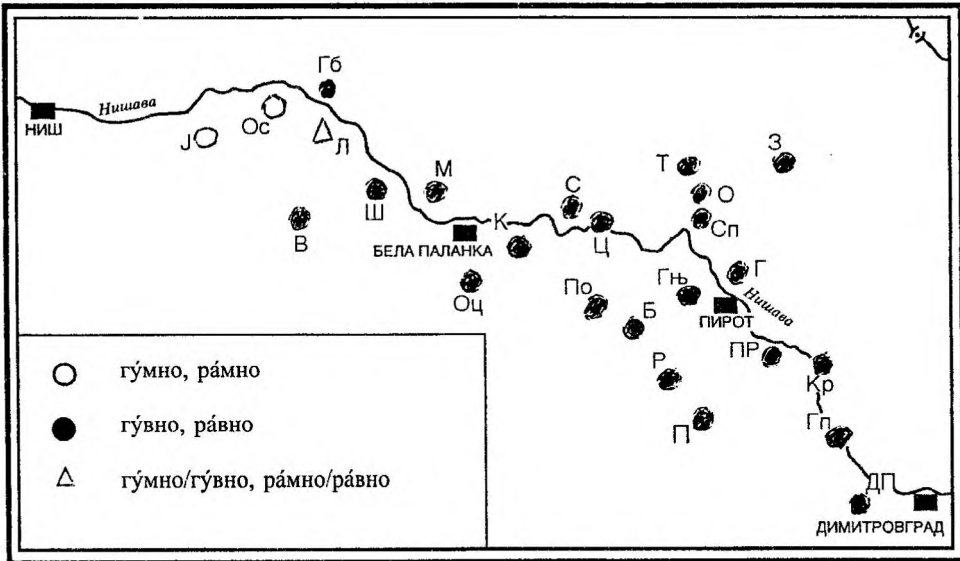 Гб
Нишава
НИШ
Ос
Ј
Л
З
Т
М
О
С
Ш
К
Сп
В
Ц
БЕЛА ПАЛАНКА
Г
Гњ
По
Оц
Нишава
Б
ПИРОТ
ПР
Р
Кр
П
Гп
ДП
ДИМИТРОВГРАД
гу́мно, ра́мно
гу́вно, ра́вно
гу́мно/гу́вно, ра́мно/ра́вно